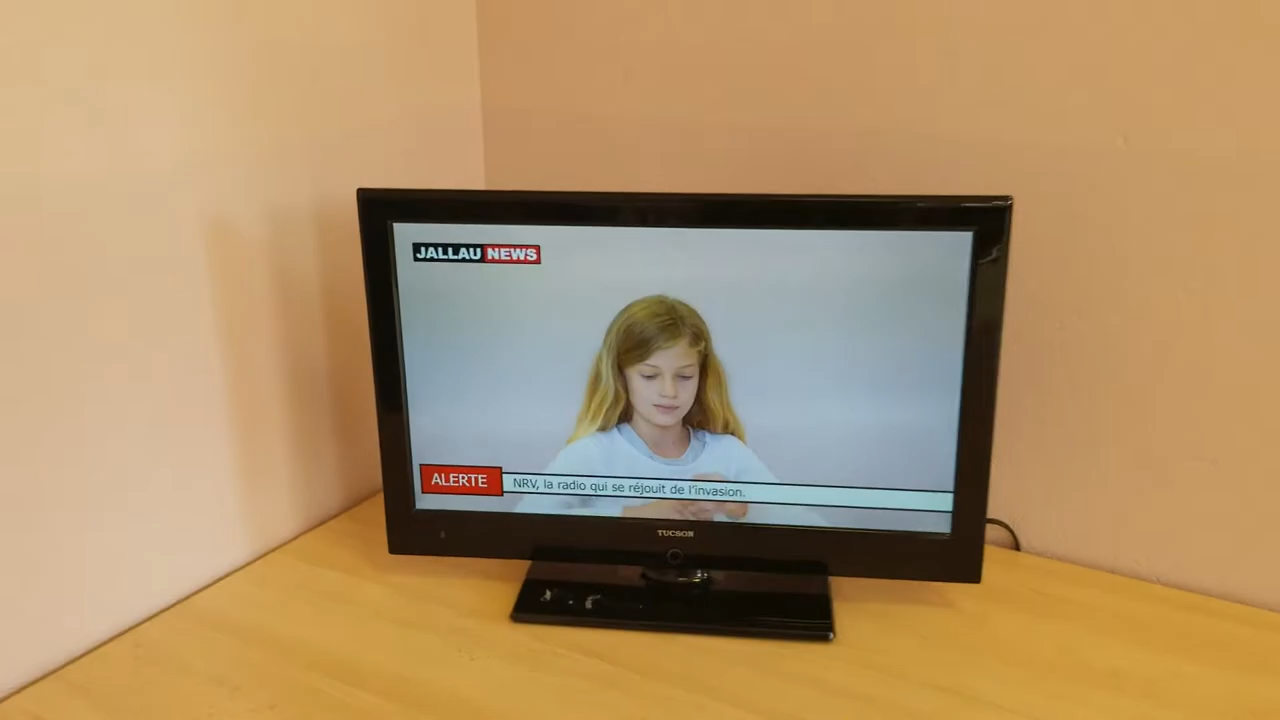 JALLAU NEWS
ALERTE
NRV, la radio qui se réjouit de l'invasion.
TUCSON